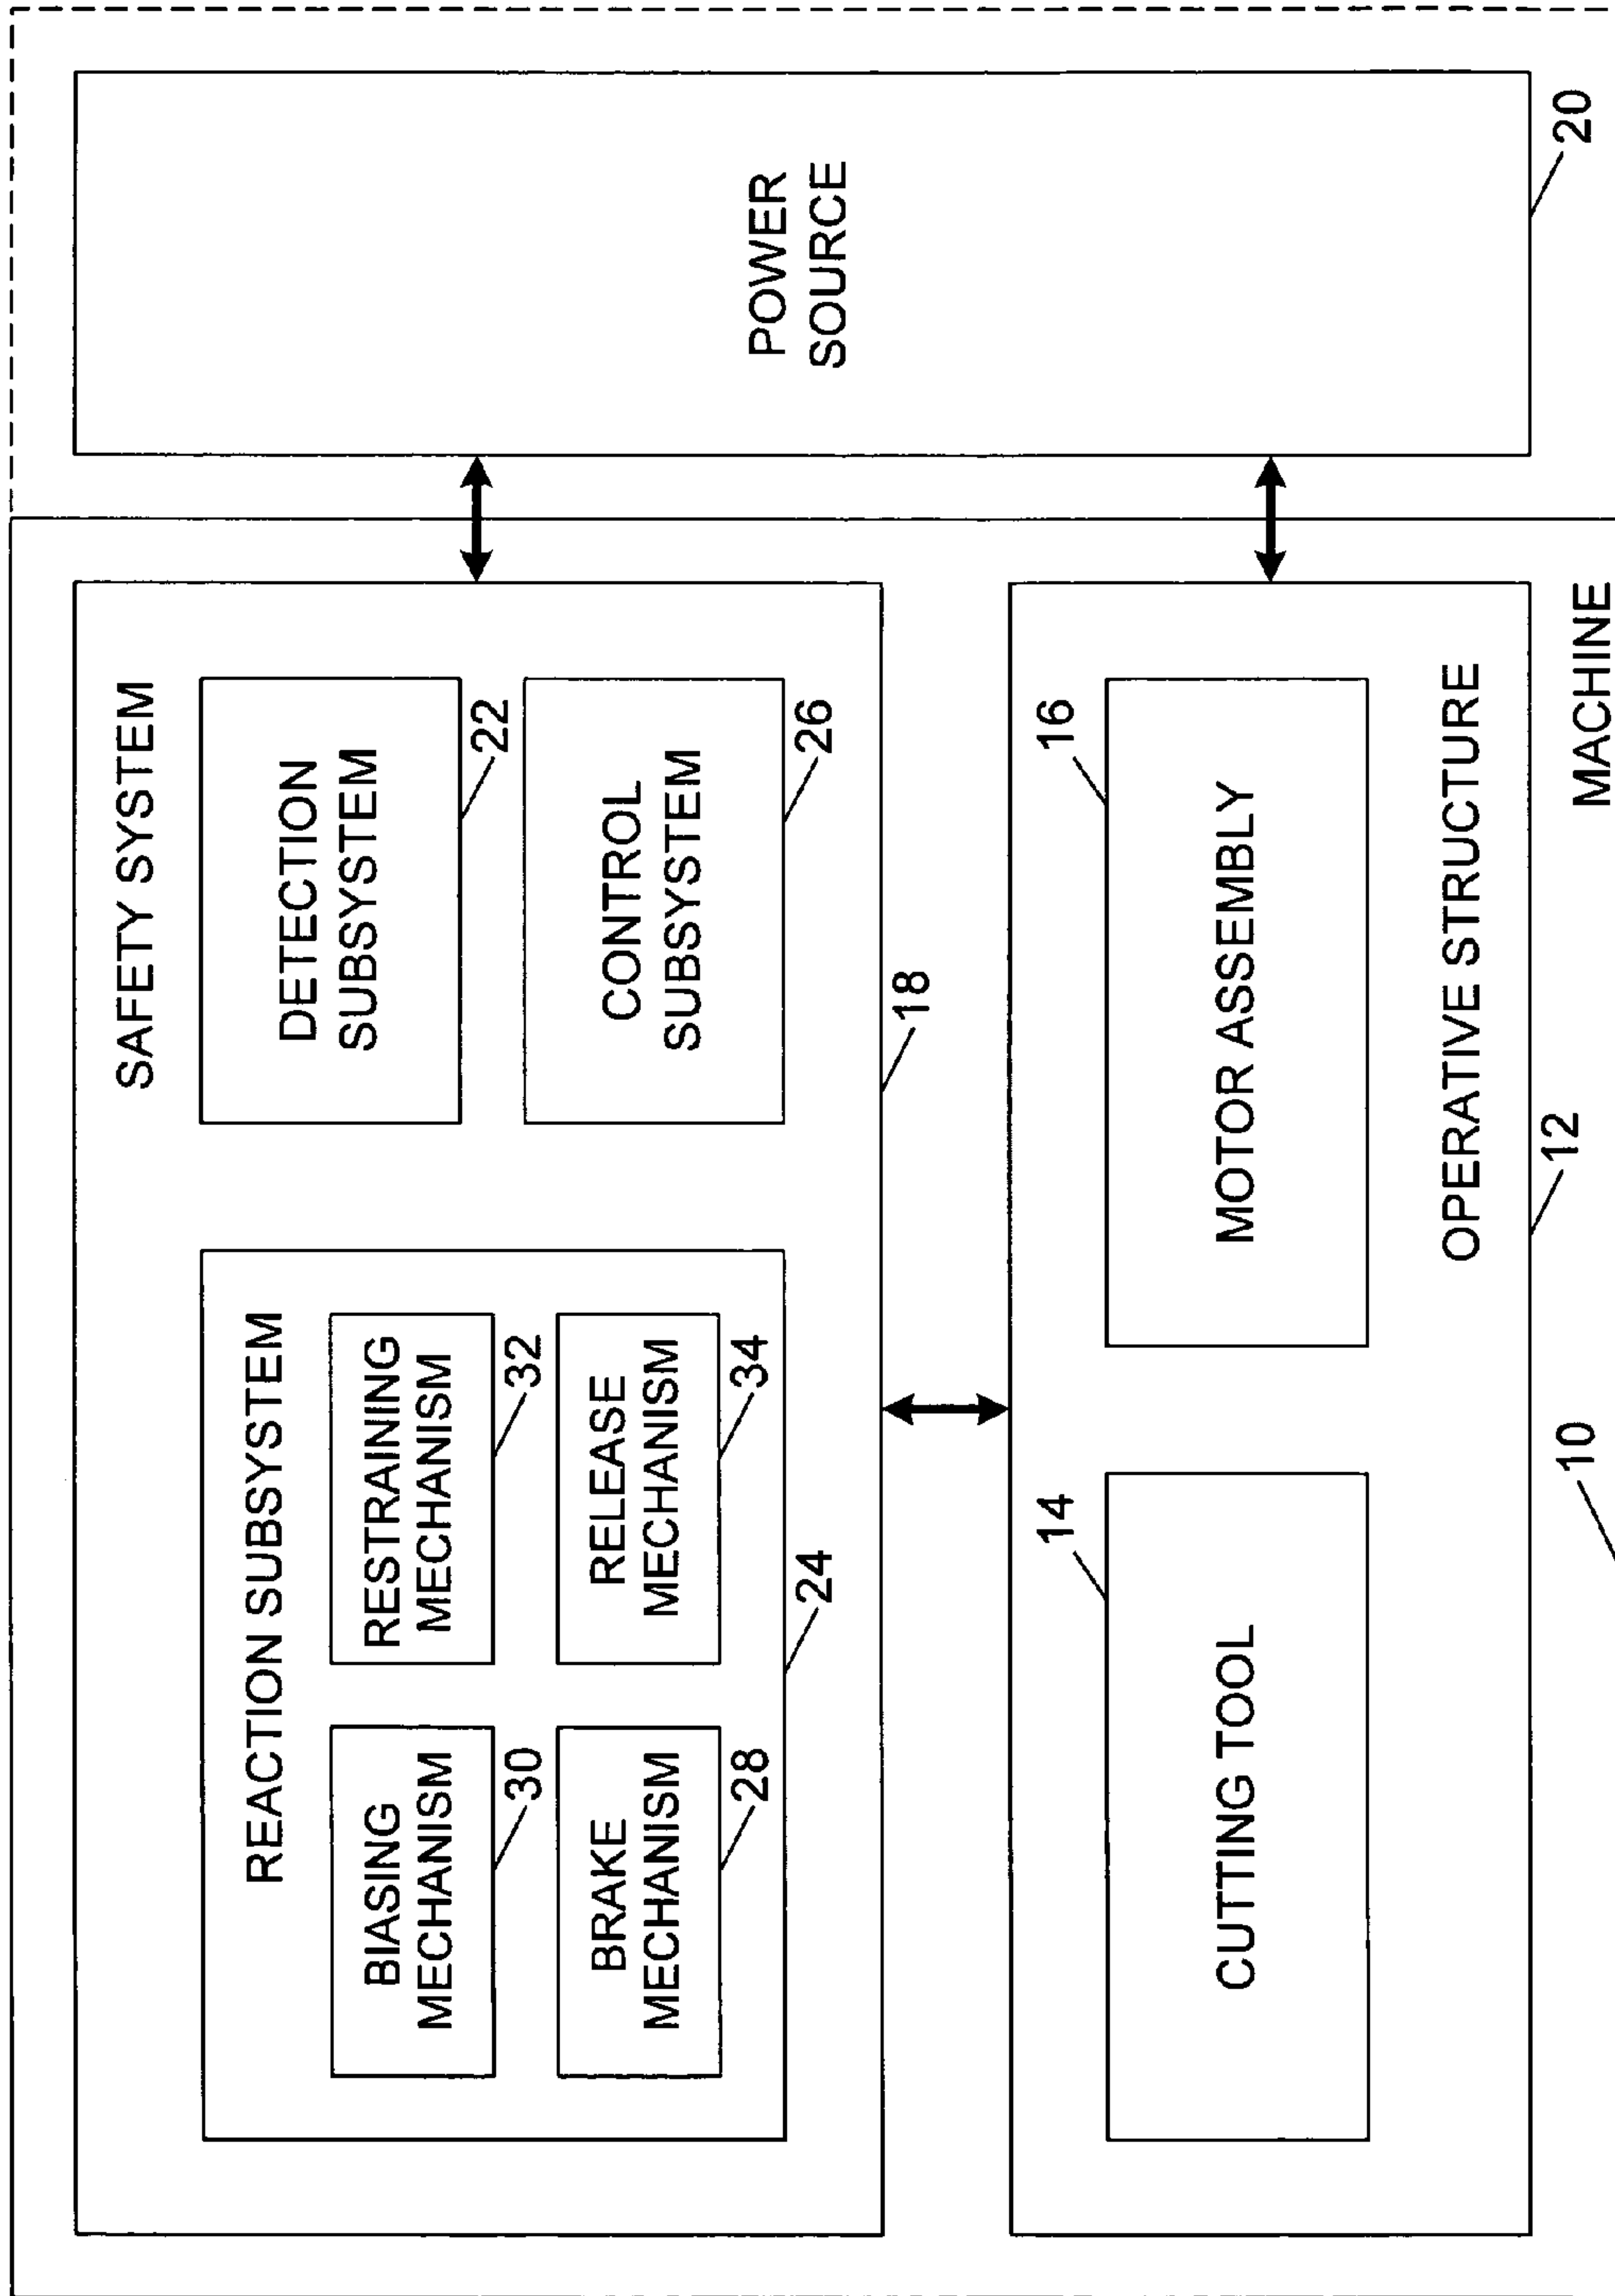 SAFETY SYSTEM
REACTION SUBSYSTEM
BIASING
MECHANISM
30
RESTRAINING
MECHANISM
32
BRAKE
MECHANISM
28
RELEASE
MECHANISM
34
24
DETECTION
SUBSYSTEM
22
CONTROL
SUBSYSTEM
26
18
POWER
SOURCE
20
14
CUTTING TOOL
16
MOTOR ASSEMBLY
OPERATIVE STRUCTURE
12
10
MACHINE